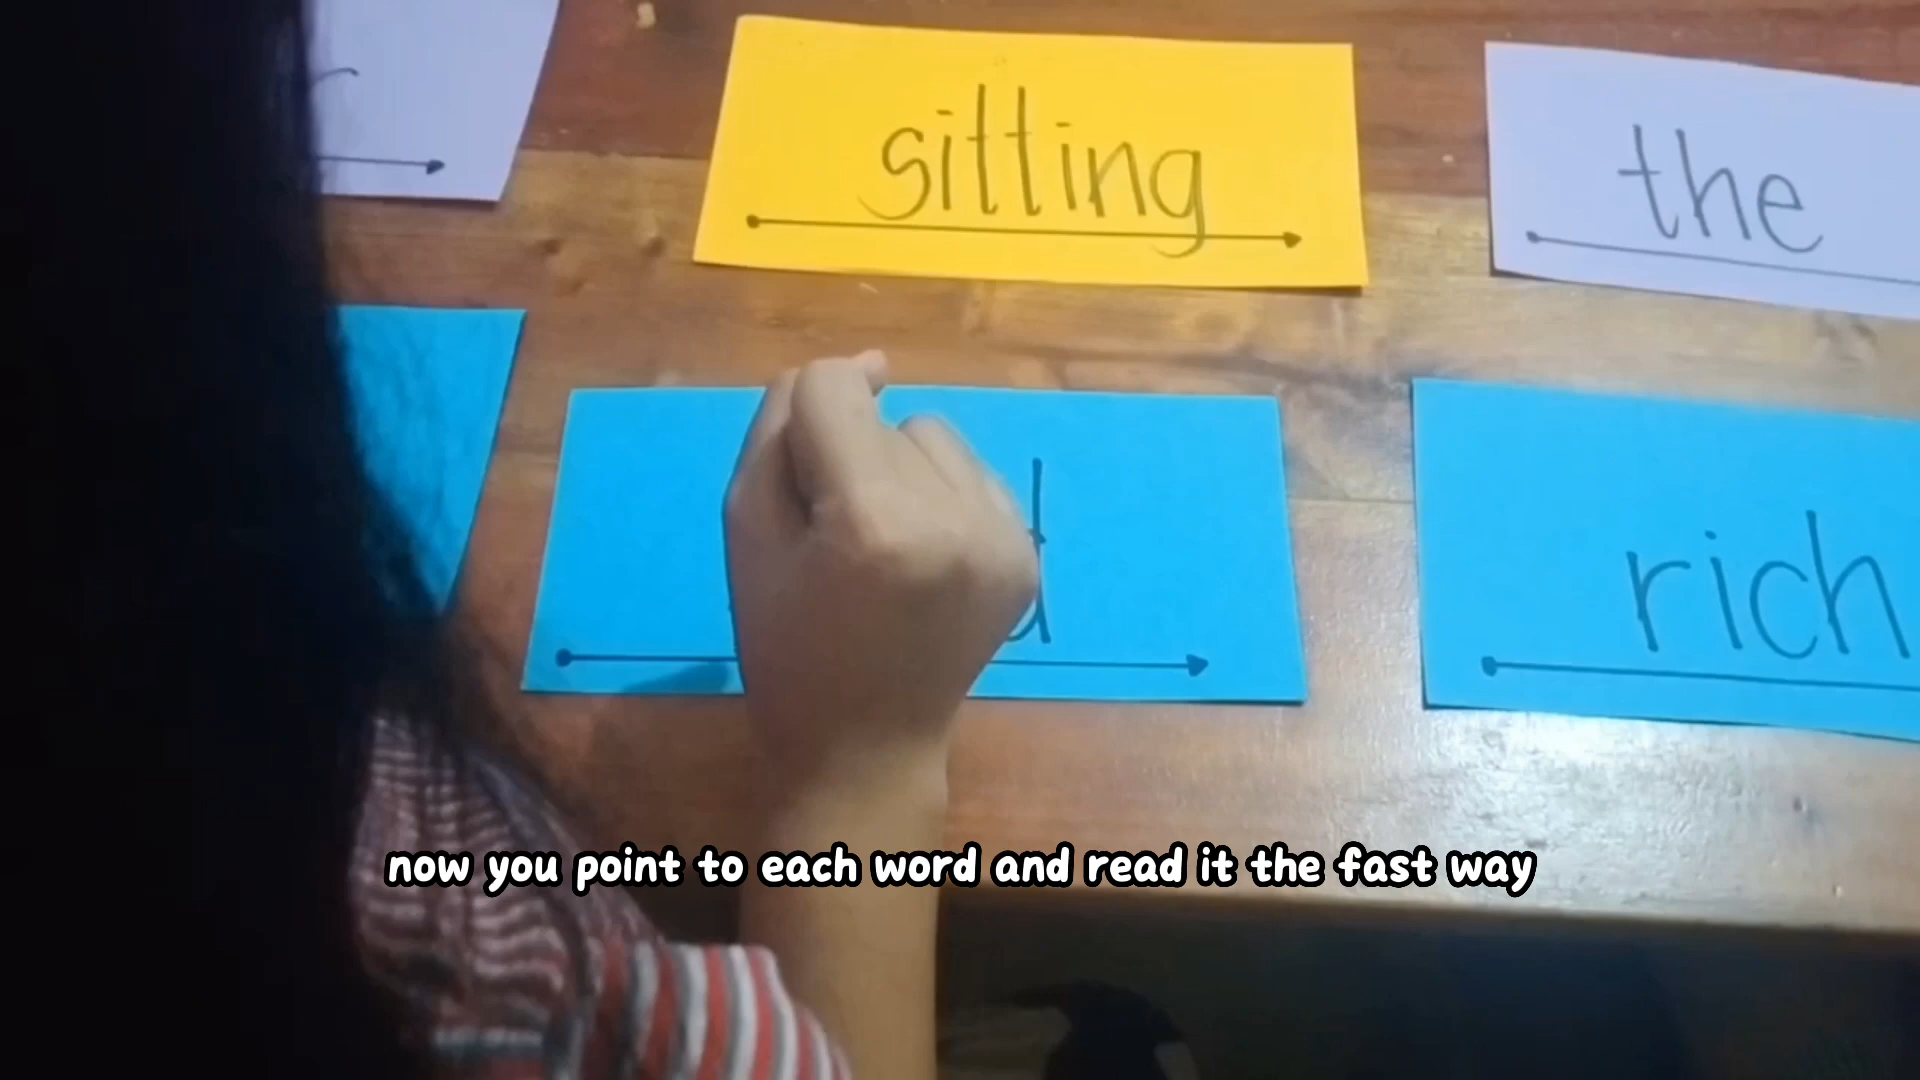 sitting
the
rich
now you point to each word and read it the fast way